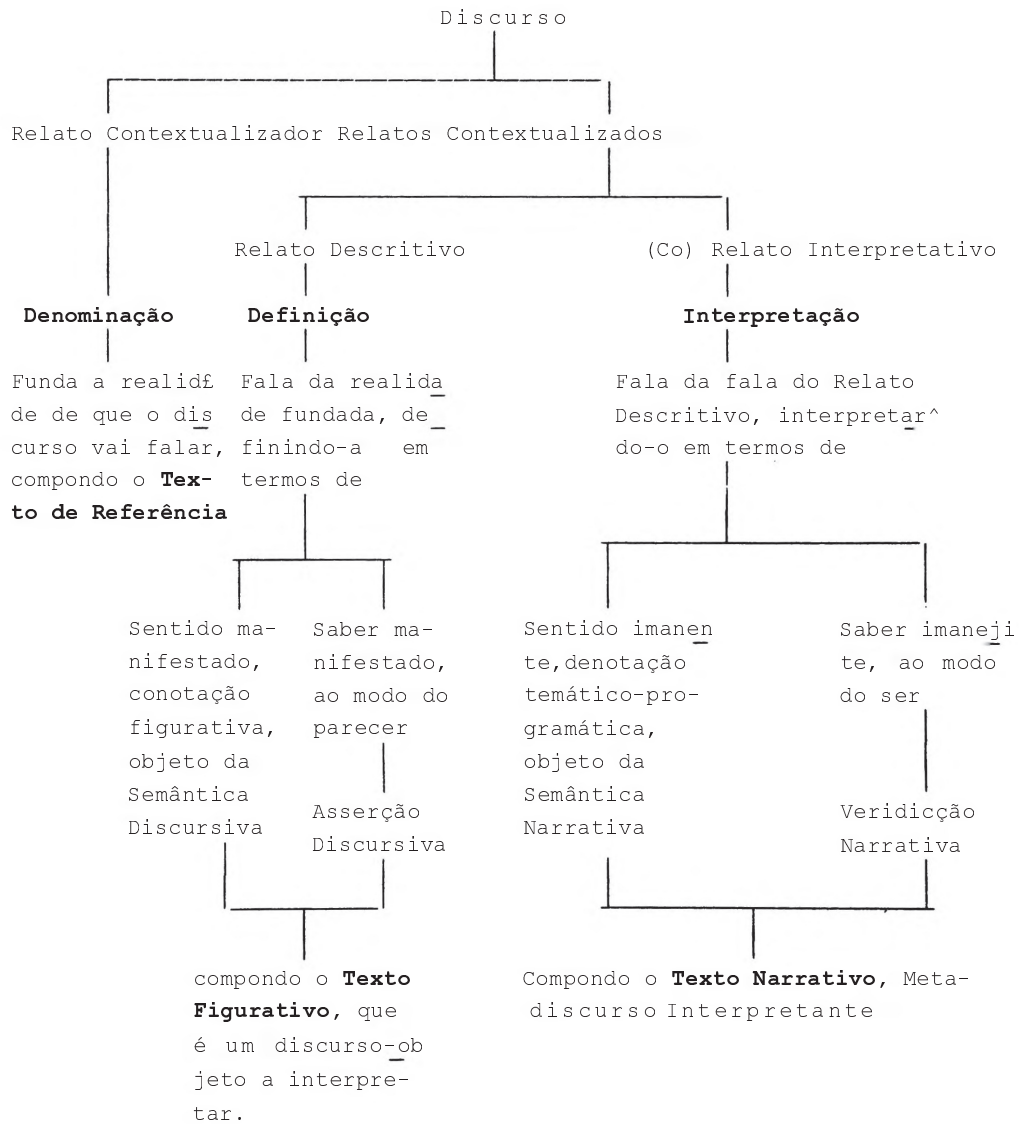 Discurso
Relato Contextualizador Relatos Contextualizados
Relato Descritivo
(Co) Relato Interpretativo
Denominação
Definição
Interpretação
Funda a realid£
de de que o dis
curso vai falar,
compondo o Tex-
to de Referência
Fala da realida
de fundada, de
finindo-a em
termos de
Fala da fala do Relato
Descritivo, interpretar^
do-o em termos de
Sentido ma-
nifestado,
conotação
figurativa,
objeto da
Semântica
Discursiva
Saber ma-
nifestado,
ao modo do
parecer
Asserção
Discursiva
Sentido imanen
te,denotação
temático-pro-
gramática,
objeto da
Semântica
Narrativa
Saber imaneji
te, ao modo
do ser
Veridicção
Narrativa
compondo o Texto
Figurativo, que
é um discurso-ob
jeto a interpre-
tar.
Compondo o Texto Narrativo, Meta-
discurso Interpretante